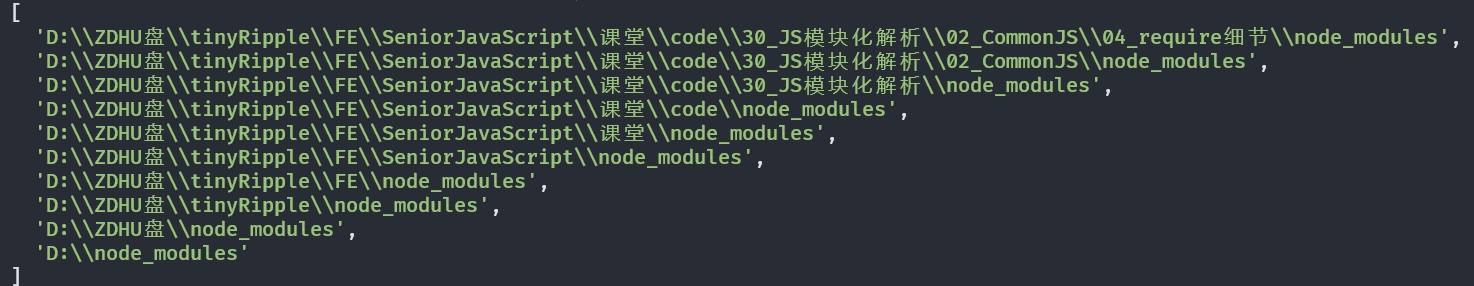 [
'D:\\ZDHU盘\\tinyRipple\\FE\\SeniorJavaScript\\课堂\\code\\30_JS模块化解析\\02_CommonJS\\04_require细节\\node_modules',
'D:\\ZDHU盘\\tinyRipple\\FE\\SeniorJavaScript\\课堂\\code\\30_JS模块化解析\\02_CommonJS\\node_modules',
'D:\\ZDHU盘\\tinyRipple\\FE\\SeniorJavaScript\\课堂\\code\\30_JS模块化解析\\node_modules',
'D:\\ZDHU盘\\tinyRipple\\FE\\SeniorJavaScript\\课堂\\code\\node_modules',
'D:\\ZDHU盘\\tinyRipple\\FE\\SeniorJavaScript\\课堂\\node_modules',
'D:\\ZDHU盘\\tinyRipple\\FE\\SeniorJavaScript\\node_modules',
'D:\\ZDHU盘\\tinyRipple\\FE\\node_modules',
'D:\\ZDHU盘\\tinyRipple\\node_modules',
'D:\\ZDHU盘\\node_modules',
'D:\\node_modules'
]